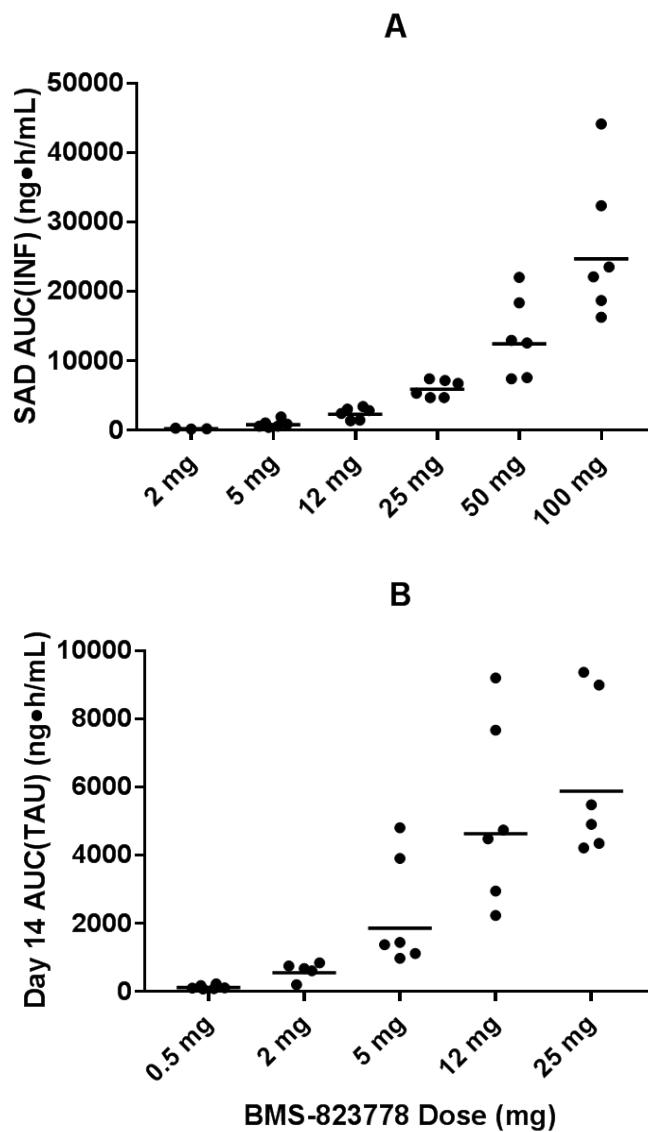 A
SAD AUC(INF) (ng•h/mL)
50000
40000
30000
20000
10000
0
2 mg
5 mg
12 mg
25 mg
50 mg
100 mg
B
Day 14 AUC(TAU) (ng•h/mL)
10000
8000
6000
4000
2000
0
0.5 mg
2 mg
5 mg
12 mg
25 mg
BMS-823778 Dose (mg)